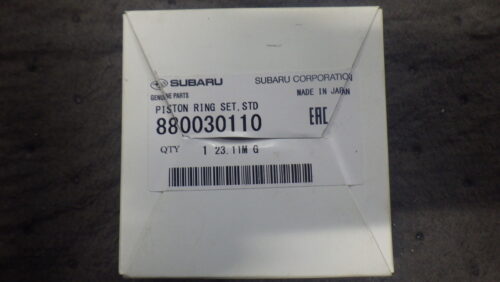 SUBARU SUBARU CORPORATION
GENUINE PARTS MADE IN JAPAN
PISTON RING SET, STD
880030110 EAC
QTY 1 23.11M G